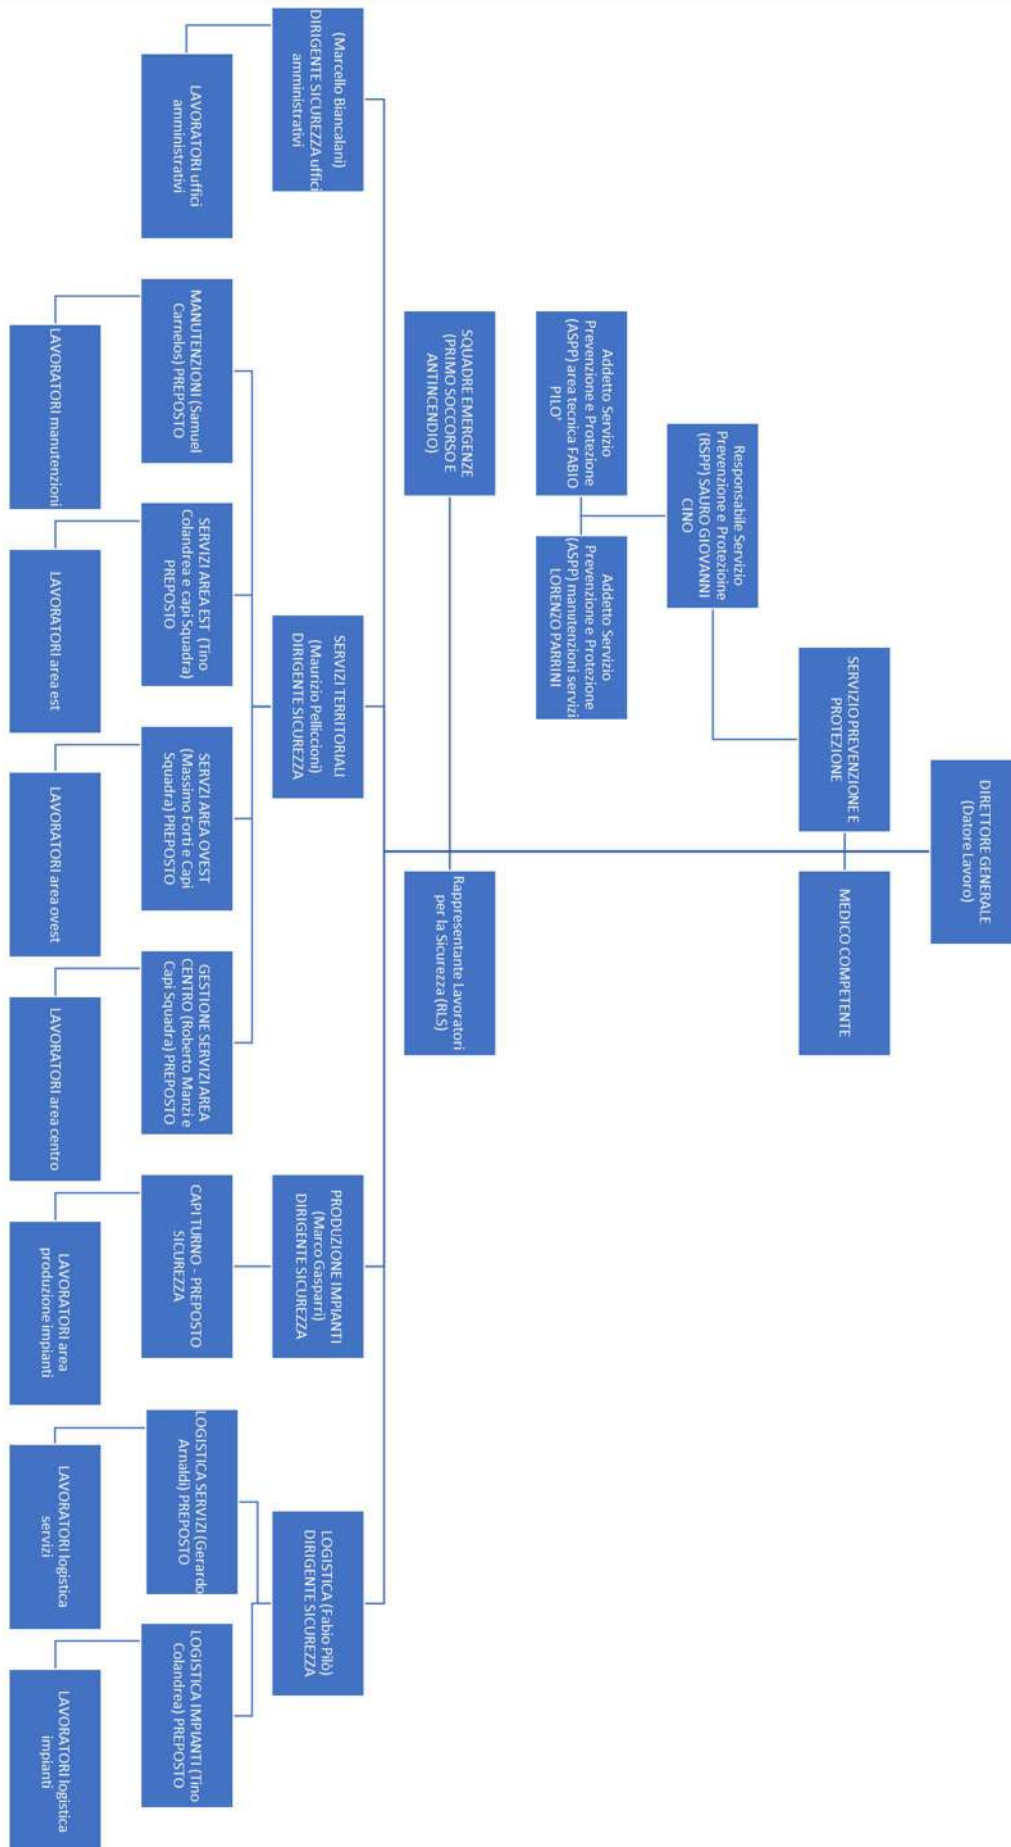 DIRETTORE GENERALE
(Datore Lavoro)
SERVIZIO PREVENZIONE E
PROTEZIONE
MEDICO COMPETENTE
Responsabile Servizio
Prevenzione e Protezioine
(RSPP) SAURO GIOVANNI
CINO
Addetto Servizio
Prevenzione e Protezione
(ASPP) area tecnica FABIO
PILO'
Addetto Servizio
Prevenzione e Protezione
(ASPP) manutenzioni servizi
LORENZO PARRINI
SQUADRE EMERGENZE
(PRIMO SOCCORSO E
ANTINCENDIO)
Rappresentante Lavoratori
per la Sicurezza (RLS)
(Marcello Biancalani)
DIRIGENTE SICUREZZA uffici
amministrativi
SERVIZI TERRITORIALI
(Maurizio Pelliccioni)
DIRIGENTE SICUREZZA
PRODUZIONE IMPIANTI
(Marco Gasparri)
DIRIGENTE SICUREZZA
LOGISTICA (Fabio Pilò)
DIRIGENTE SICUREZZA
LAVORATORI uffici
amministrativi
MANUTENZIONI (Samuel
Carnelos) PREPOSTO
SERVIZI AREA EST (Tino
Colandrea e capi Squadra)
PREPOSTO
SERVZI AREA OVEST
(Massimo Forti e Capi
Squadra) PREPOSTO
GESTIONE SERVIZI AREA
CENTRO (Roberto Manzi e
Capi Squadra) PREPOSTO
CAPI TURNO - PREPOSTO
SICUREZZA
LOGISTICA SERVIZI (Gerardo
Arnaldi) PREPOSTO
LOGISTICA IMPIANTI (Tino
Colandrea) PREPOSTO
LAVORATORI manutenzioni
LAVORATORI area est
LAVORATORI area ovest
LAVORATORI area centro
LAVORATORI area
produzione impianti
LAVORATORI logistica
servizi
LAVORATORI logistica
impianti